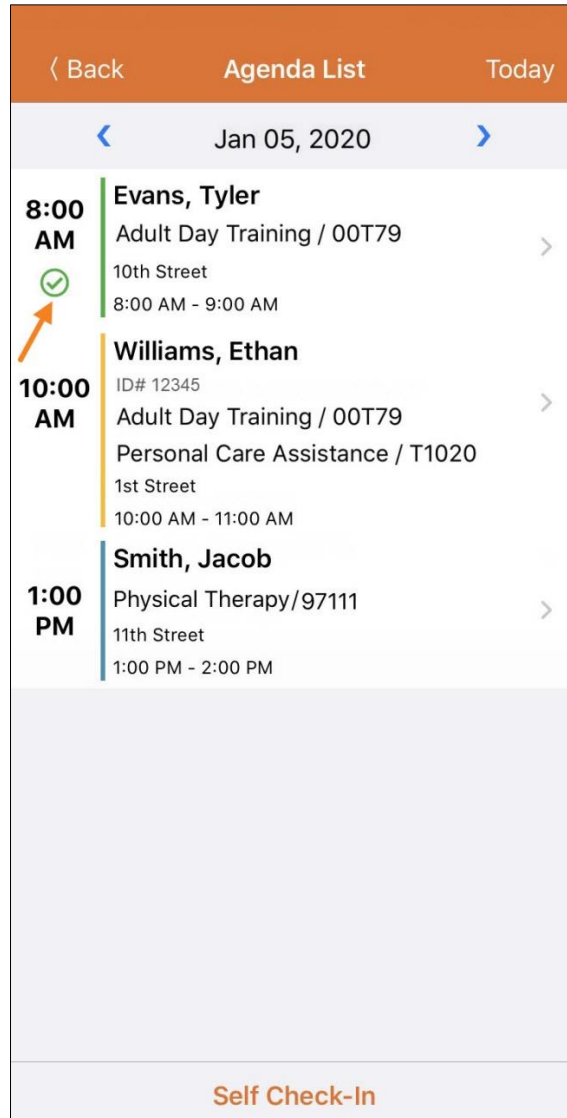 Back Agenda List Today
Jan 05, 2020
8:00
AM
Evans, Tyler
Adult Day Training / 00T79
10th Street
8:00 AM - 9:00 AM
10:00
AM
Williams, Ethan
ID# 12345
Adult Day Training / 00T79
Personal Care Assistance / T1020
1st Street
10:00 AM - 11:00 AM
1:00
PM
Smith, Jacob
Physical Therapy/97111
11th Street
1:00 PM - 2:00 PM
Self Check-In